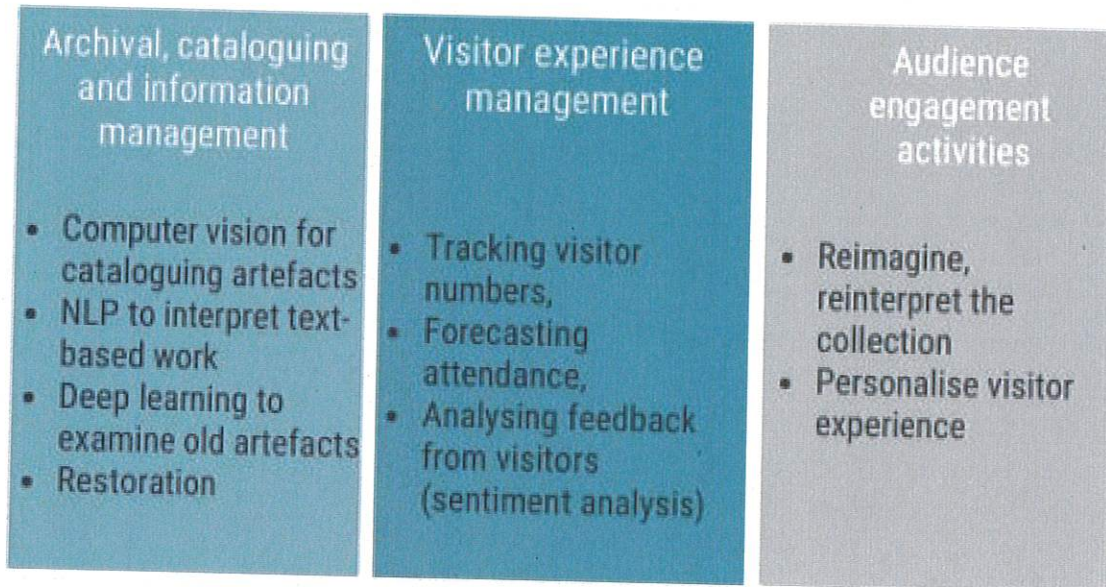 Archival, cataloguing
and information
management
• Computer vision for
cataloguing artefacts
• NLP to interpret text-
based work
• Deep learning to
examine old artefacts
• Restoration
Visitor experience
management
• Tracking visitor
numbers,
• Forecasting
attendance,
• Analysing feedback
from visitors
(sentiment analysis)
Audience
engagement
activities
• Reimagine,
reinterpret the
collection
• Personalise visitor
experience